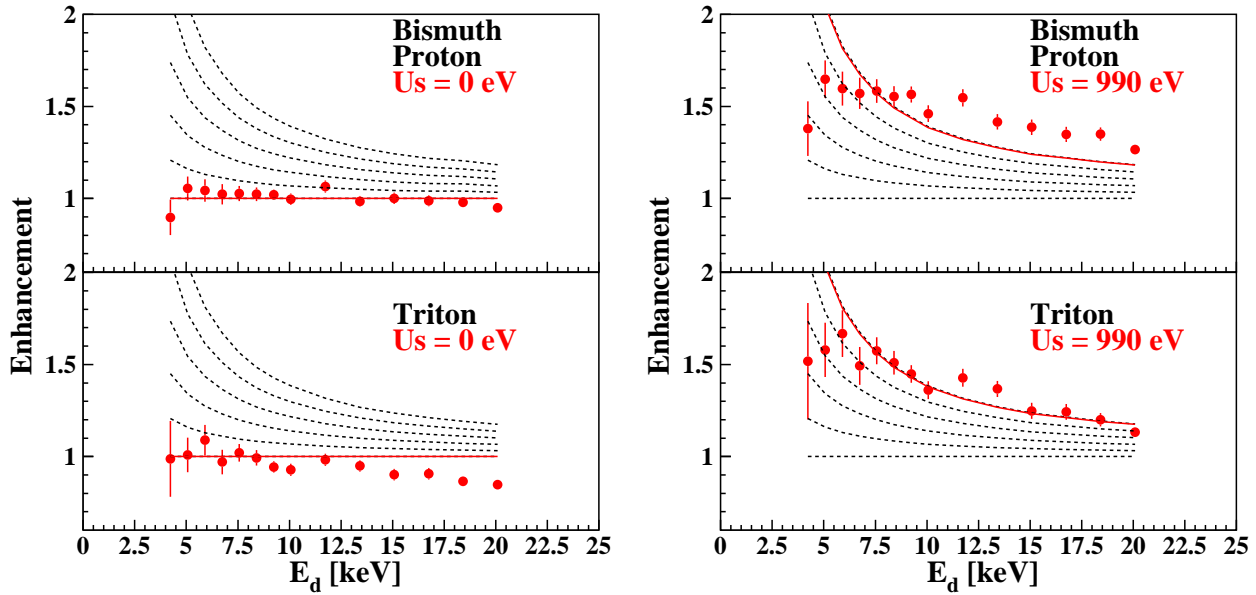 Enhancement
2
1.5
1
Bismuth
Proton
Us = 0 eV
2
1.5
1
Triton
Us = 0 eV
0 2.5 5 7.5 10 12.5 15 17.5 20 22.5 25
E_d [keV]
Enhancement
2
1.5
1
Bismuth
Proton
Us = 990 eV
2
1.5
1
Triton
Us = 990 eV
0 2.5 5 7.5 10 12.5 15 17.5 20 22.5 25
E_d [keV]